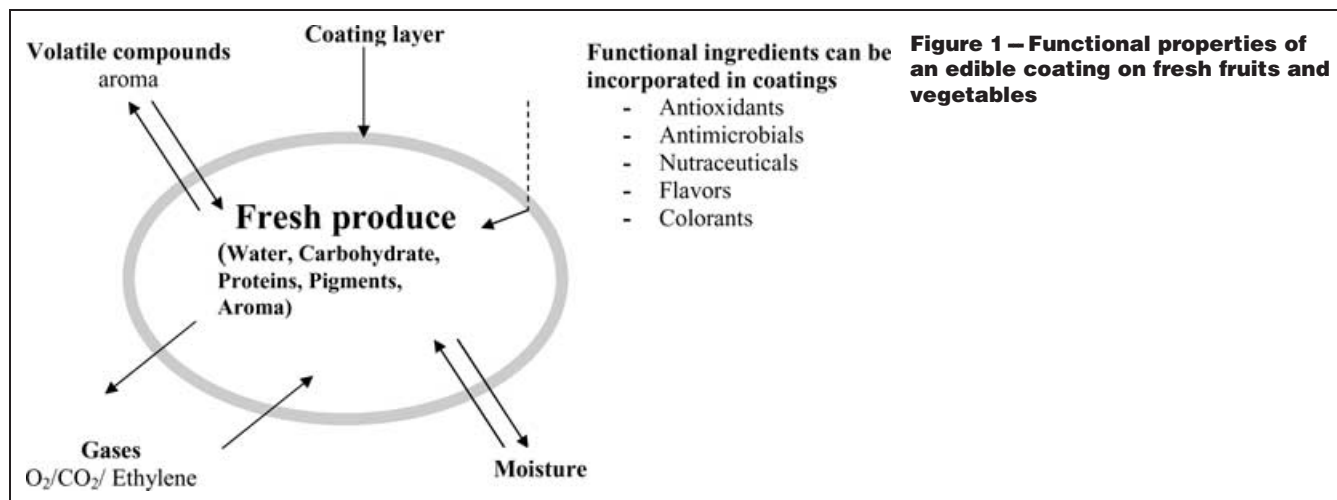 Volatile compounds
aroma
Coating layer
Functional ingredients can be
incorporated in coatings
- Antioxidants
- Antimicrobials
- Nutraceuticals
- Flavors
- Colorants
Figure 1 — Functional properties of
an edible coating on fresh fruits and
vegetables
Fresh produce
(Water, Carbohydrate,
Proteins, Pigments,
Aroma)
Gases
O₂/CO₂/ Ethylene
Moisture